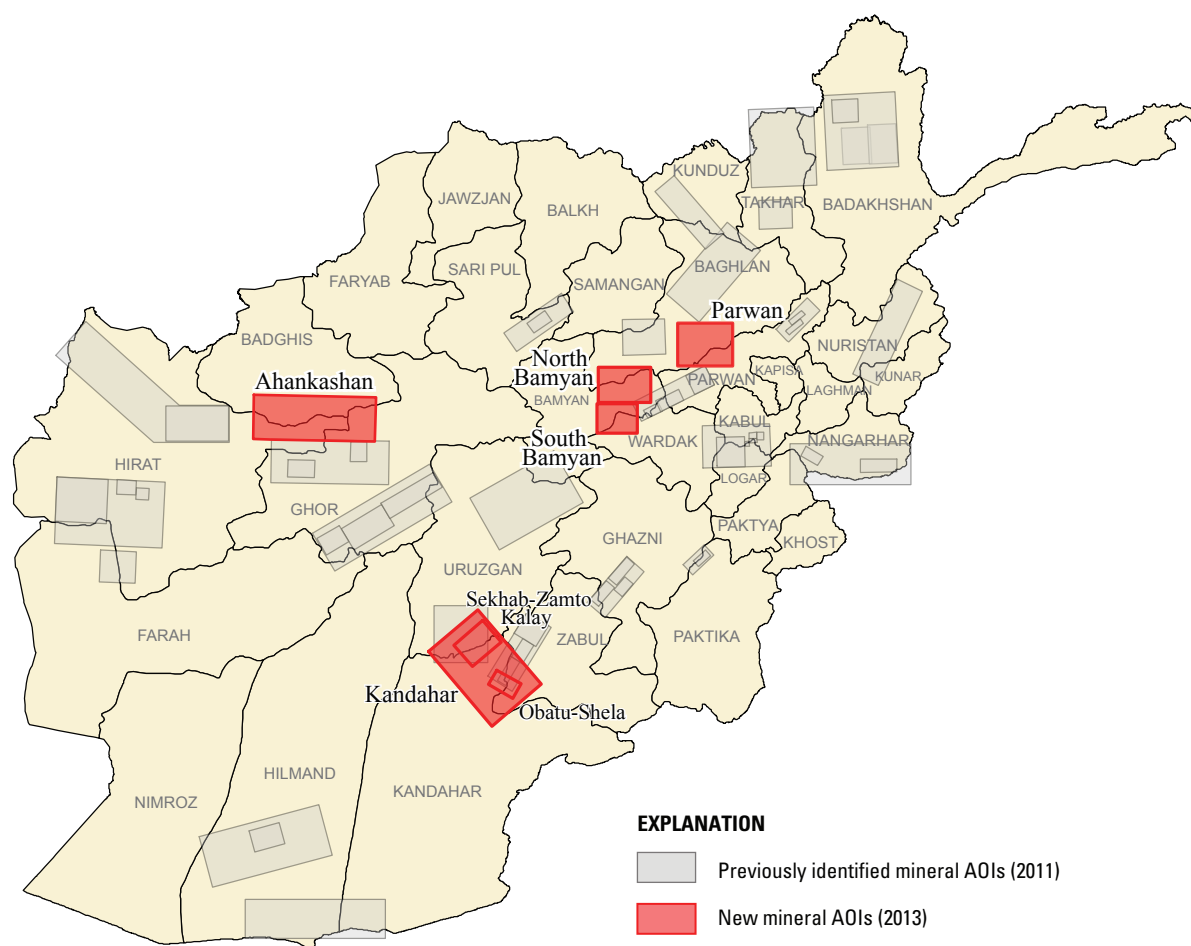 KUNDUZ
JAWZJAN
BALKH
TAKHAR
BADAKHSHAN
SARI PUL
BAGHLAN
FARYAB
SAMANGAN
Parwan
BADGHIS
NURISTAN
North
Bamyan
Ahankashan
PARWAN
KAPISA
KUNAR
LAGHMAN
BAMYAN
KABUL
South
Bamyan
WARDAK
NANGARHAR
HIRAT
LOGAR
GHOR
PAKTYA
GHAZNI
KHOST
URUZGAN
Sekhab-Zamto
Kalay
FARAH
ZABUL
PAKTIKA
Kandahar
Obatu-Shela
HILMAND
NIMROZ
KANDAHAR
EXPLANATION
Previously identified mineral AOIs (2011)
New mineral AOIs (2013)